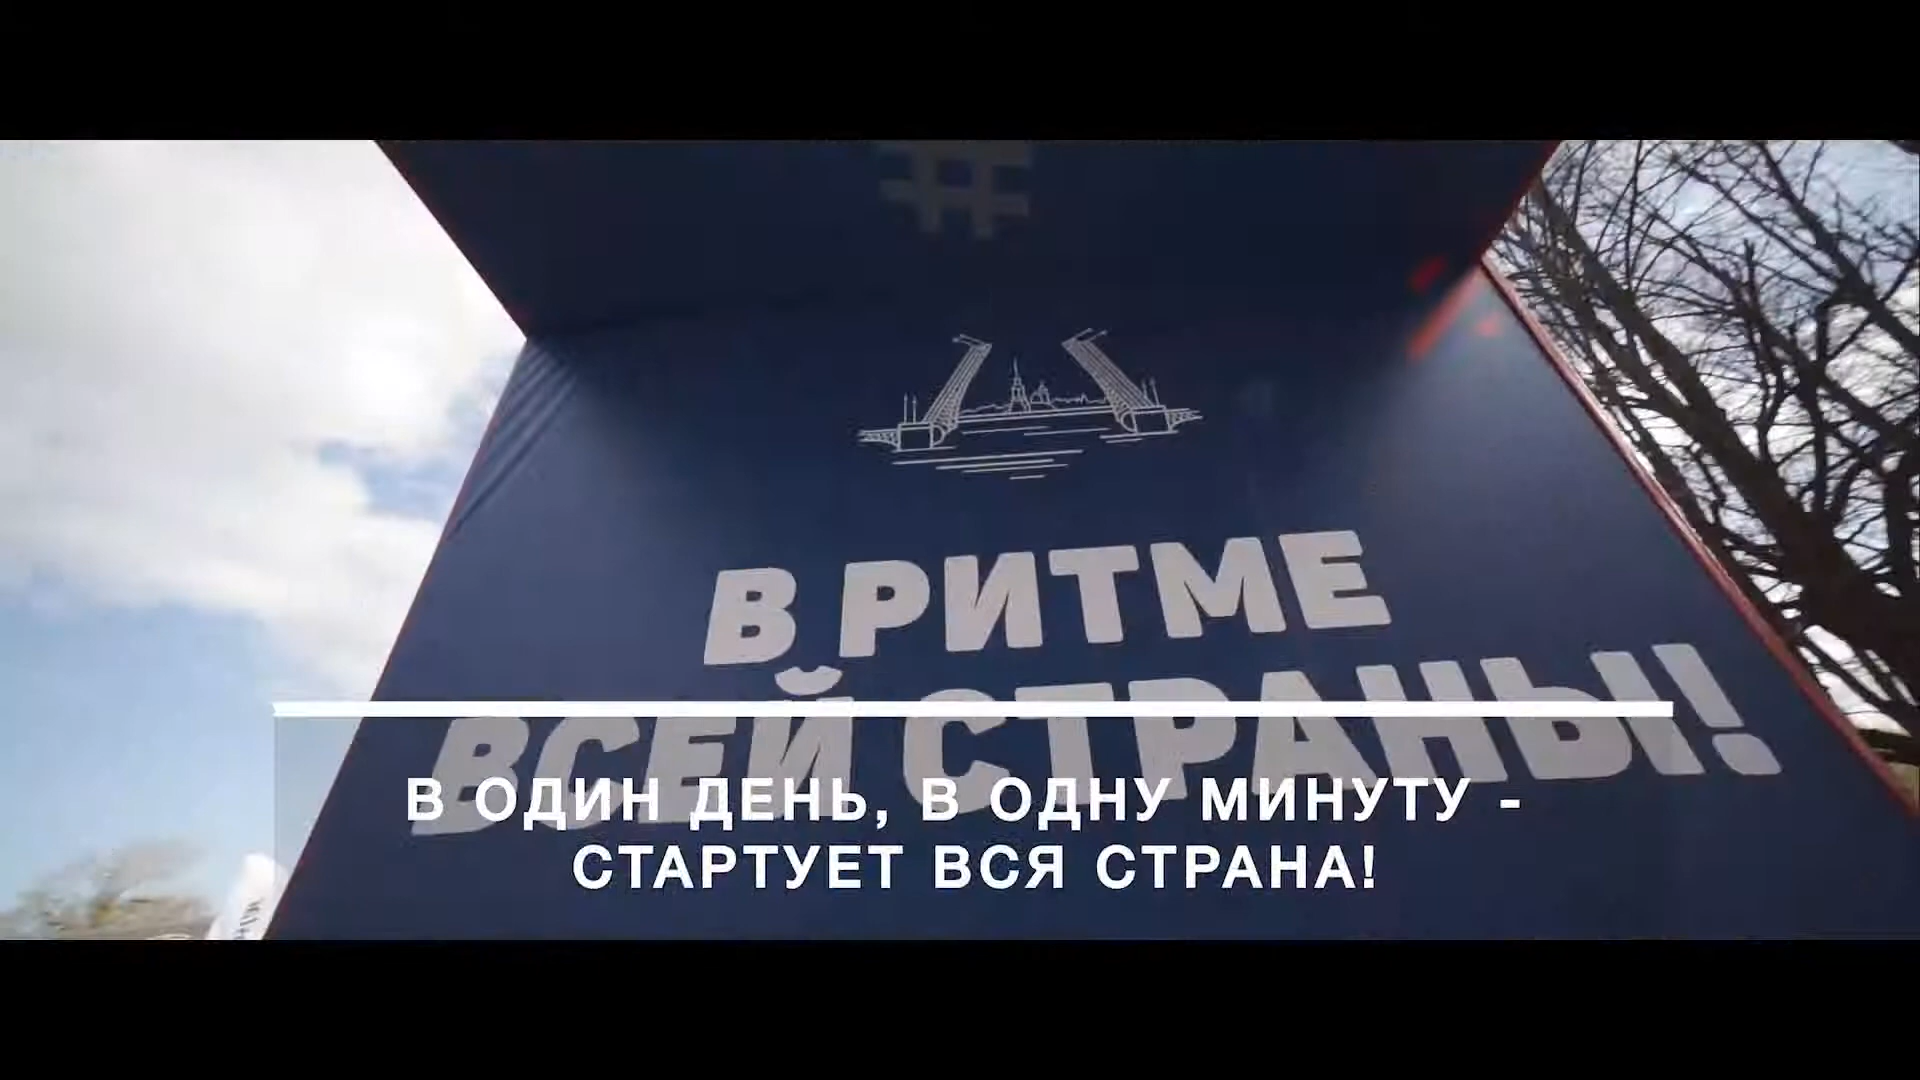 #
В РИТМЕ
ВСЕЙ СТРАНЫ!
В ОДИН ДЕНЬ, В ОДНУ МИНУТУ -
СТАРТУЕТ ВСЯ СТРАНА!